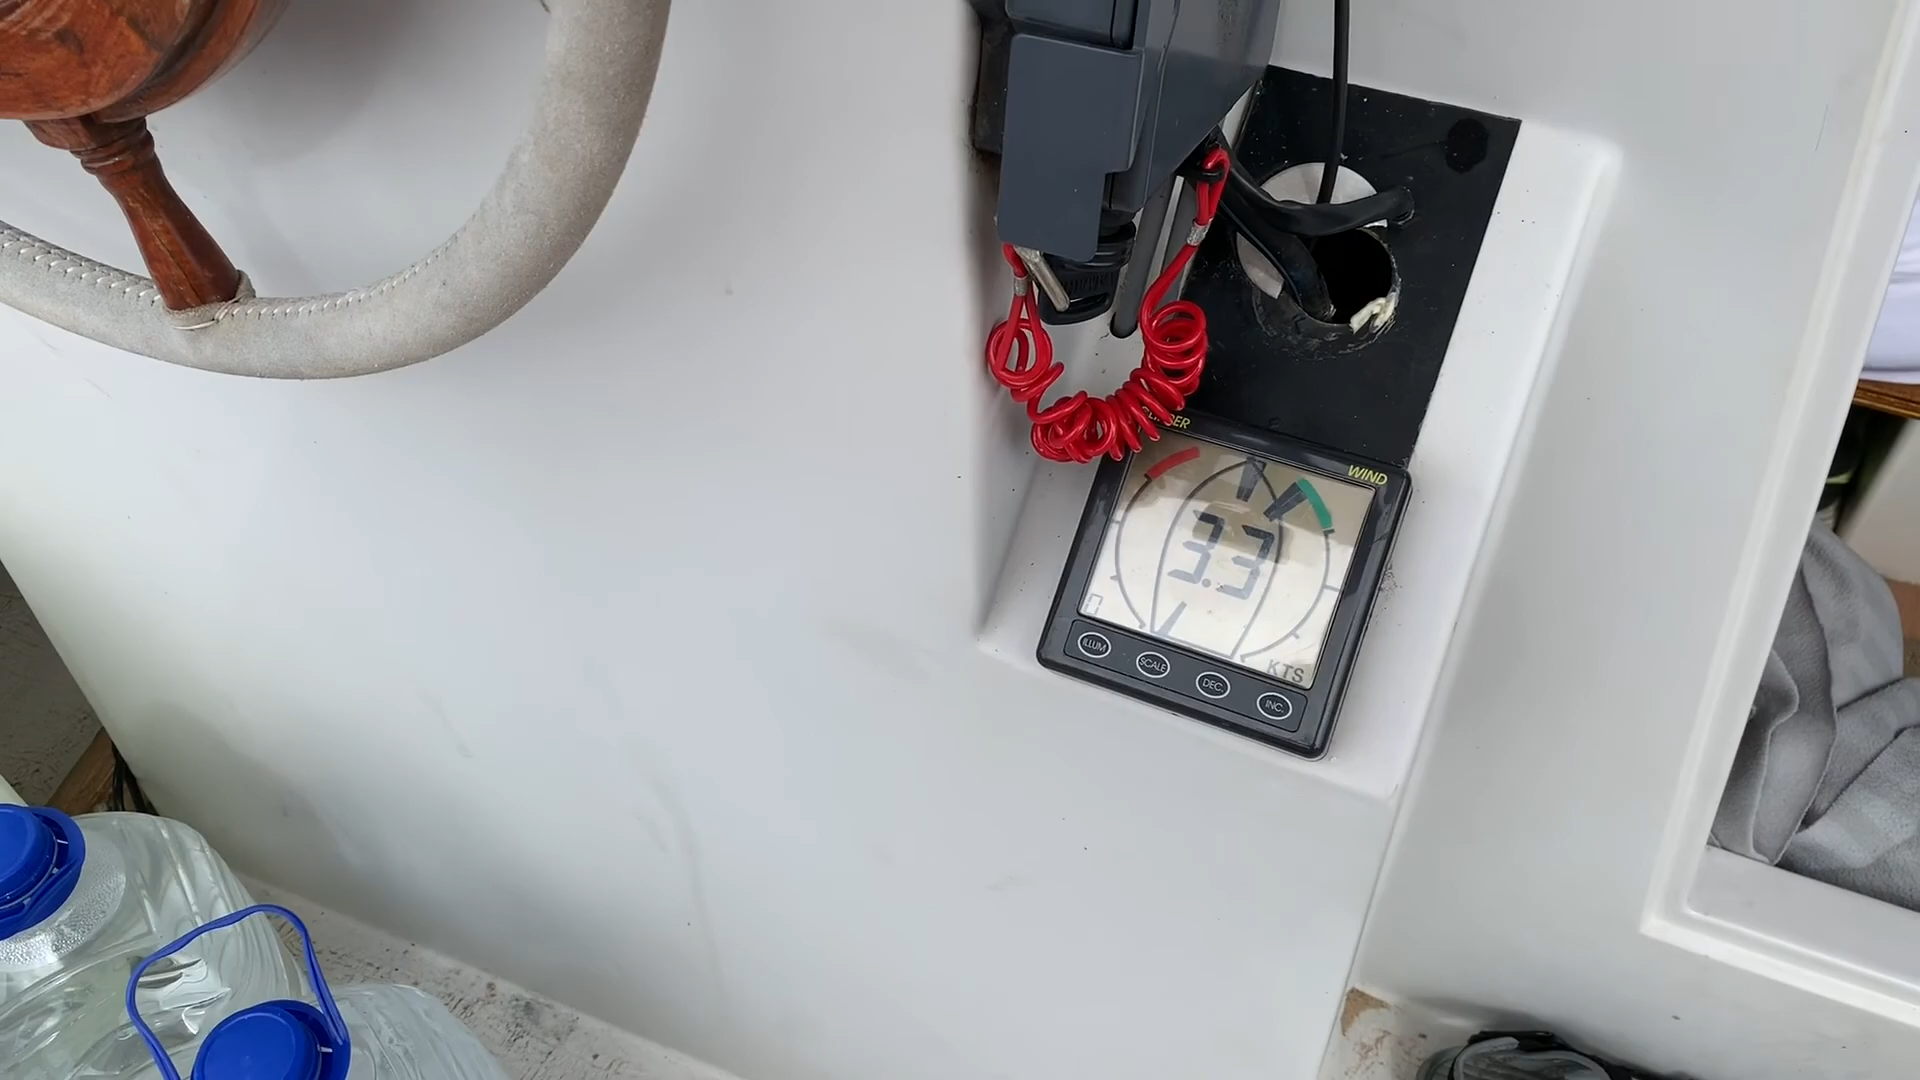 WIND
3.3
KTS
ILLUM
SCALE
DEC.
INC.